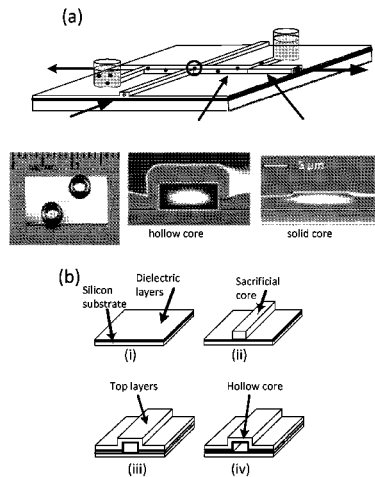 (a)
5 μm
hollow core
solid core
(b)
Silicon substrate
Dielectric layers
Sacrificial core
(i)
(ii)
Top layers
Hollow core
(iii)
(iv)